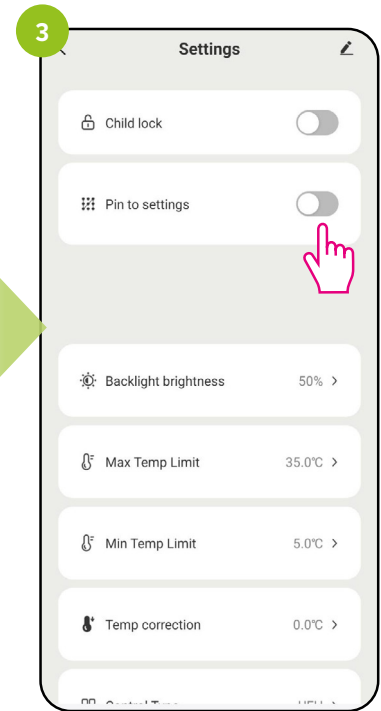 3
Settings
Child lock
Pin to settings
Backlight brightness 50% >
Max Temp Limit 35.0°C >
Min Temp Limit 5.0°C >
Temp correction 0.0°C >